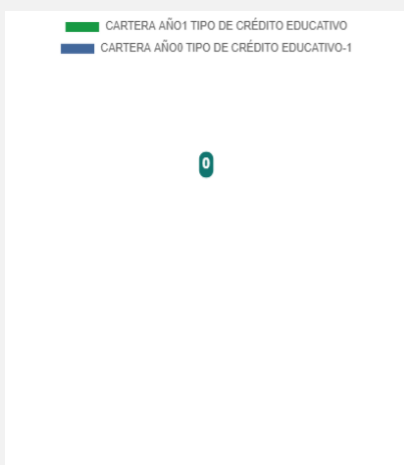 CARTERA AÑO1 TIPO DE CRÉDITO EDUCATIVO
CARTERA AÑO0 TIPO DE CRÉDITO EDUCATIVO-1
0